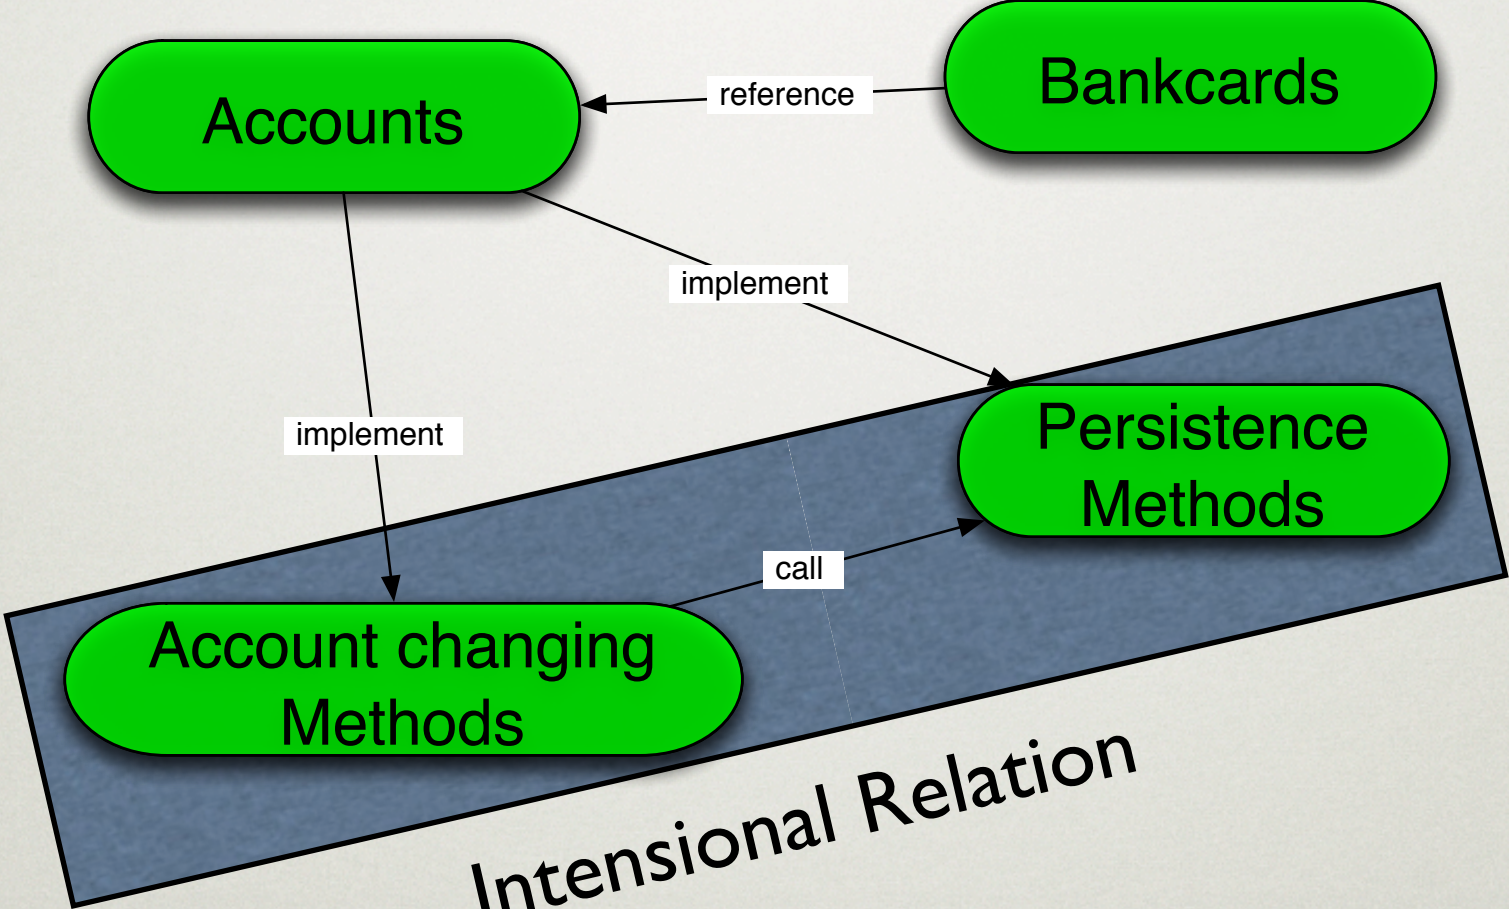 Bankcards
reference
Accounts
implement
implement
Persistence
Methods
call
Account changing
Methods
Intensional Relation